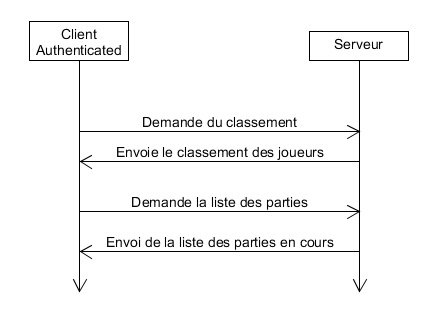 Client
Authenticated
Serveur
Demande du classement
Envoie le classement des joueurs
Demande la liste des parties
Envoi de la liste des parties en cours